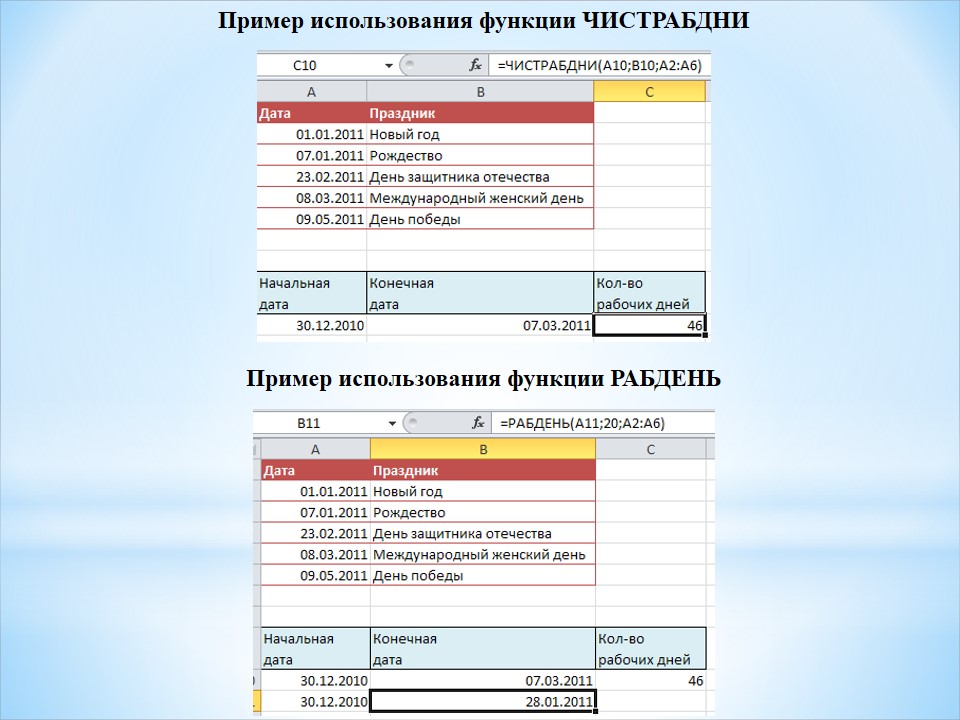 Пример использования функции ЧИСТРАБДНИ
C10 fx =ЧИСТРАБДНИ(A10;B10;A2:A6)
A B C
Дата Праздник
01.01.2011 Новый год
07.01.2011 Рождество
23.02.2011 День защитника отечества
08.03.2011 Международный женский день
09.05.2011 День победы
Начальная Конечная Кол-во
дата дата рабочих дней
30.12.2010 07.03.2011 46
Пример использования функции РАБДЕНЬ
B11 fx =РАБДЕНЬ(A11;20;A2:A6)
A B C
Дата Праздник
01.01.2011 Новый год
07.01.2011 Рождество
23.02.2011 День защитника отечества
08.03.2011 Международный женский день
09.05.2011 День победы
Начальная Конечная Кол-во
дата дата рабочих дней
30.12.2010 07.03.2011 46
30.12.2010 28.01.2011